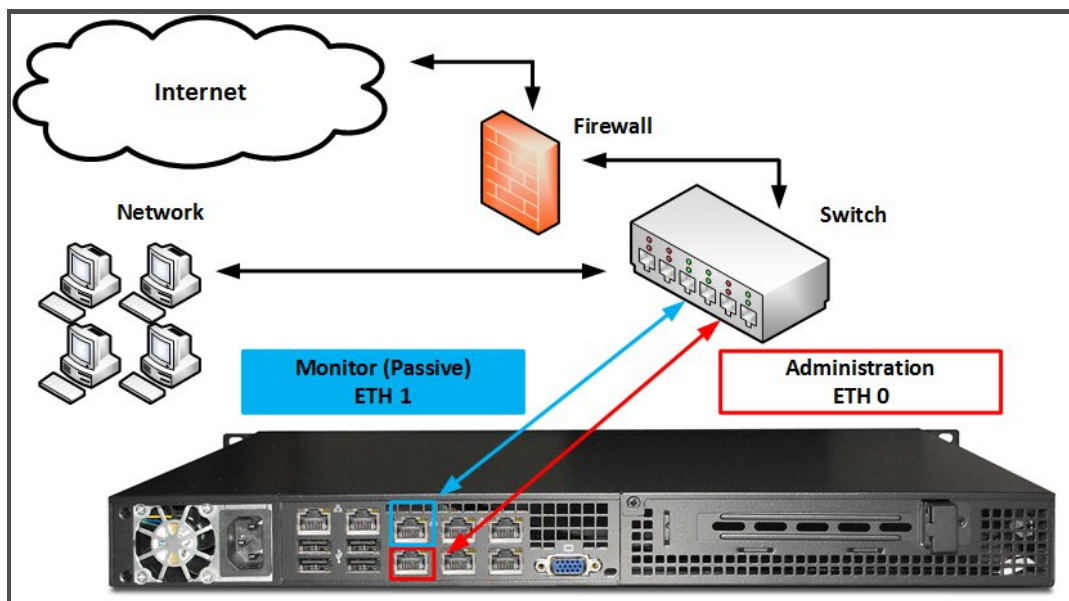 Internet
Firewall
Network
Switch
Monitor (Passive)
ETH 1
Administration
ETH 0